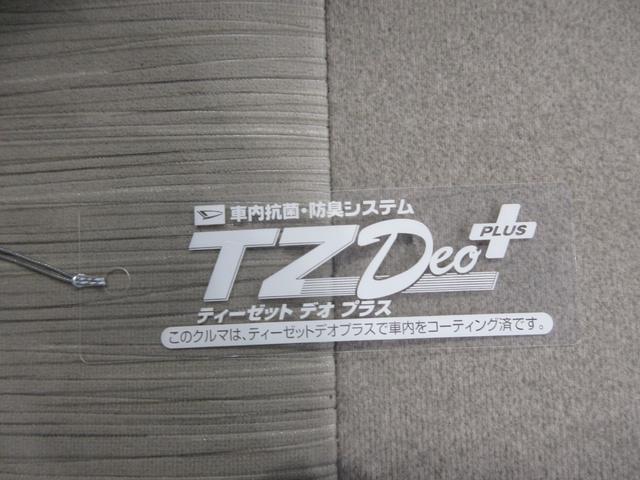 車内抗菌・防臭システム
TZ Deo PLUS
ティーゼット デオ プラス
このクルマは、ティーゼットデオプラスで車内をコーティング済です。